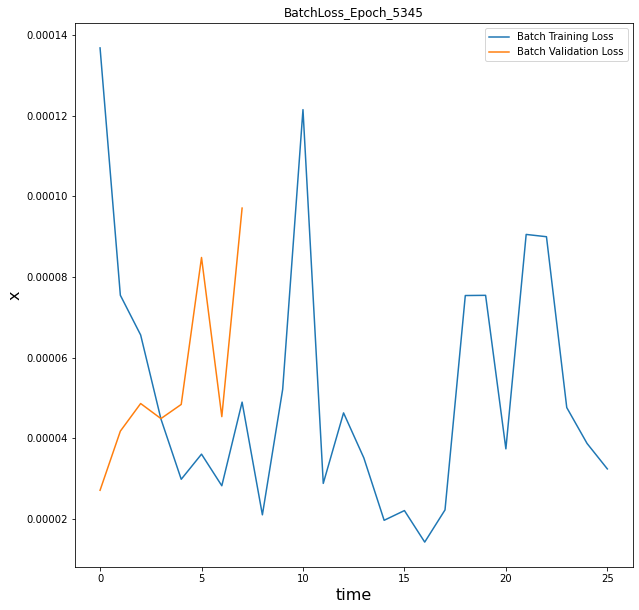 BatchLoss_Epoch_5345
Batch Training Loss
Batch Validation Loss
0.00014
0.00012
0.00010
0.00008
0.00006
0.00004
0.00002
x
0 5 10 15 20 25
time